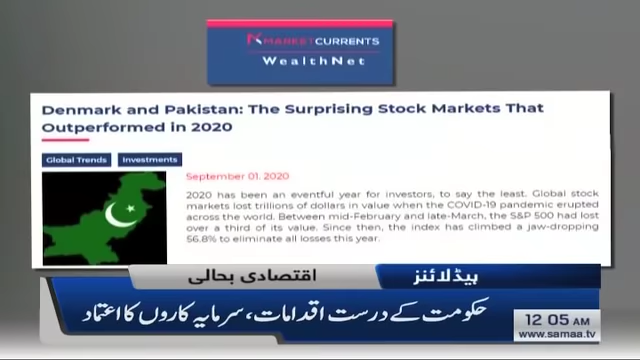 MARKETCURRENTS
WealthNet
Denmark and Pakistan: The Surprising Stock Markets That
Outperformed in 2020
Global Trends
Investments
September 01. 2020
2020 has been an eventful year for investors, to say the least. Global stock
markets lost trillions of dollars in value when the COVID-19 pandemic erupted
across the world. Between mid-February and late-March, the S&P 500 had lost
over a third of its value. Since then, the index has climbed a jaw-dropping
56.8% to eliminate all losses this year.
ہیڈلائنز
اقتصادی بحالی
حکومت کے درست اقدامات، سرمایہ کاروں کا اعتماد
12 05 AM
www.samaa.tv